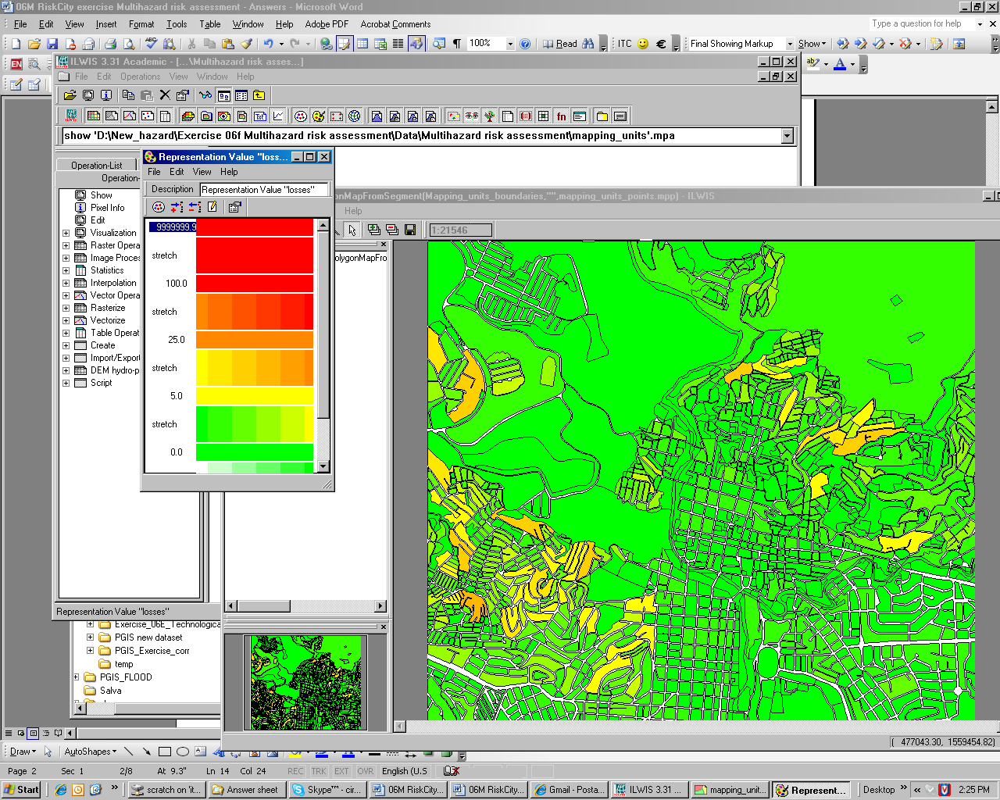 06M RiskCity exercise Multihazard risk assessment - Answers - Microsoft Word
File Edit View Insert Format Tools Table Window Help Adobe PDF Acrobat Comments
Type a question for help
100%
Read
ITC
Final Showing Markup
Show
EN
ILWIS 3.31 Academic - [...\Multihazard risk asses...]
File Edit Operations View Window Help
show 'D:\New_hazard\Exercise 06f Multihazard risk assessment\Data\Multihazard risk assessment\mapping_units'.mpa
Operation-List
Operation-
Show
Pixel Info
Edit
Visualization
Raster Opera
Image Proces
Statistics
Interpolation
Vector Opera
Rasterize
Vectorize
Table Operat
Create
Import/Export
DEM hydro-p
Script
Representation Value "losses"
Representation Value "loss...
File Edit View Help
Description
Representation Value "losses"
9999999.9
stretch
100.0
stretch
25.0
stretch
5.0
stretch
0.0
onMapFromSegment(Mapping_units_boundaries,"",mapping_units_points.mpp) - ILWIS
Help
1:21546
olygonMapFro
Exercise_06E_Technologica
PGIS new dataset
PGIS_Exercise_corr
temp
PGIS_FLOOD
Salva
( 477043.30, 1559454.82)
Draw AutoShapes
Page 2 Sec 1 2/8 At 9.3" Ln 14 Col 24 REC TRK EXT OVR English (U.S
Start
scratch on 'it...
Answer sheet
Skype™ - cir...
06M RiskCity...
06M RiskCity...
Gmail - Posta...
ILWIS 3.31 ...
mapping_unit...
Represent...
Desktop
2:25 PM